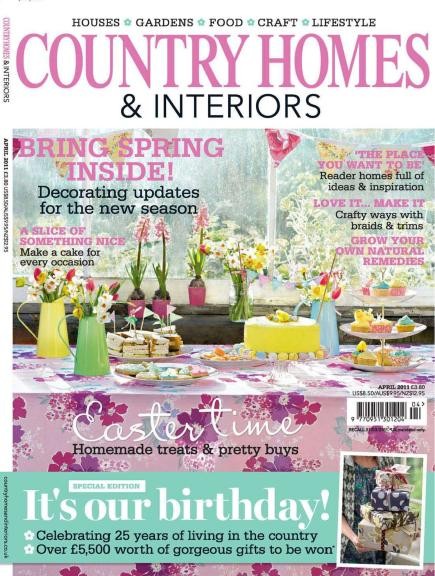 HOUSES ✿ GARDENS ✿ FOOD ✿ CRAFT ✿ LIFESTYLE
COUNTRY HOMES
& INTERIORS
COUNTRY HOMES & INTERIORS
APRIL 2011 £3.80 US$8.50/AUS$9.95/NZ$12.95
BRING SPRING
INSIDE!
Decorating updates
for the new season
A SLICE OF
SOMETHING NICE
Make a cake for
every occasion
'THE PLACE
YOU WANT TO BE'
Reader homes full of
ideas & inspiration
LOVE IT... MAKE IT
Crafty ways with
braids & trims
GROW YOUR
OWN NATURAL
REMEDIES
APRIL 2011 £3.80
US$8.50/AUS$9.95/NZ$12.95
04
9 770951 301204
Eastertime
Homemade treats & pretty buys
SPECIAL EDITION
It's our birthday!
✿ Celebrating 25 years of living in the country
✿ Over £5,500 worth of gorgeous gifts to be won*
countryhomesandinteriors.co.uk